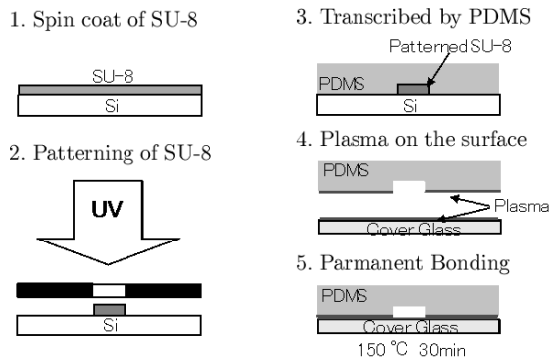 1. Spin coat of SU-8
SU-8
Si
2. Patterning of SU-8
UV
Si
3. Transcribed by PDMS
Patterned SU-8
PDMS
Si
4. Plasma on the surface
PDMS
Plasma
Cover Glass
5. Parmanent Bonding
PDMS
Cover Glass
150 ℃ 30min